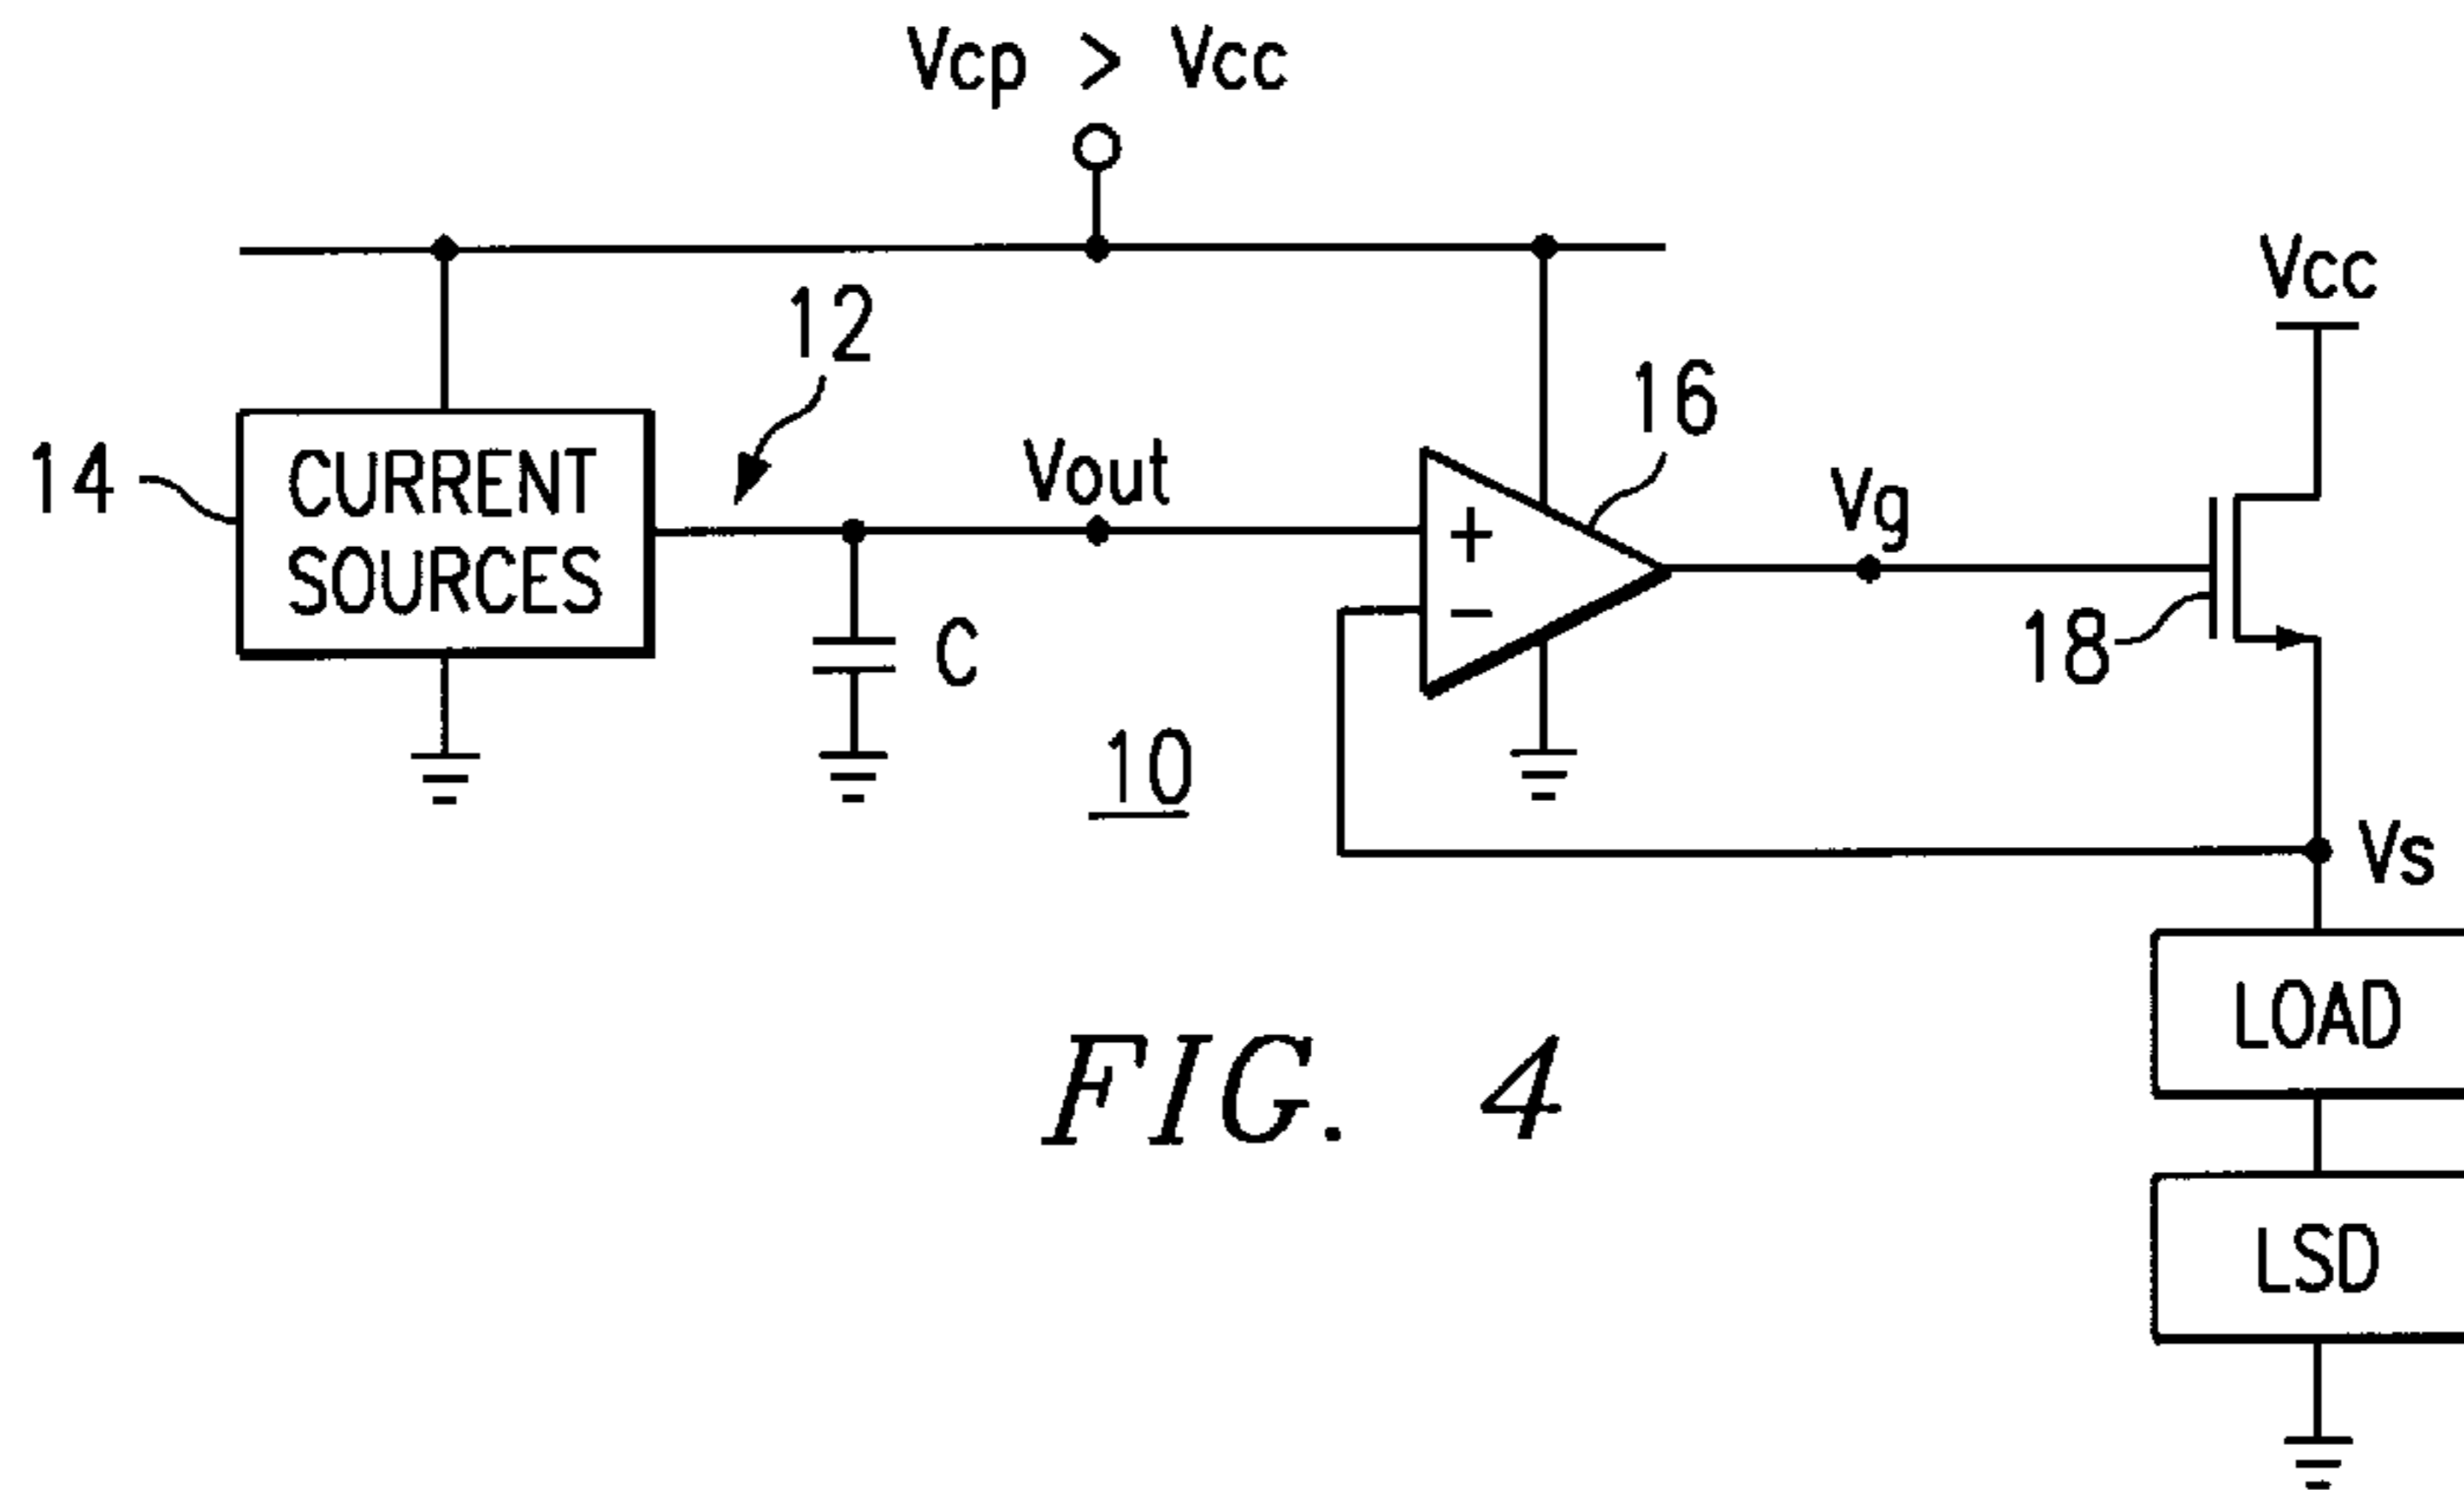 Vcp > Vcc
Vcc
12
16
14
CURRENT
SOURCES
Vout
Vg
+
−
18
C
10
Vs
LOAD
FIG. 4
LSD